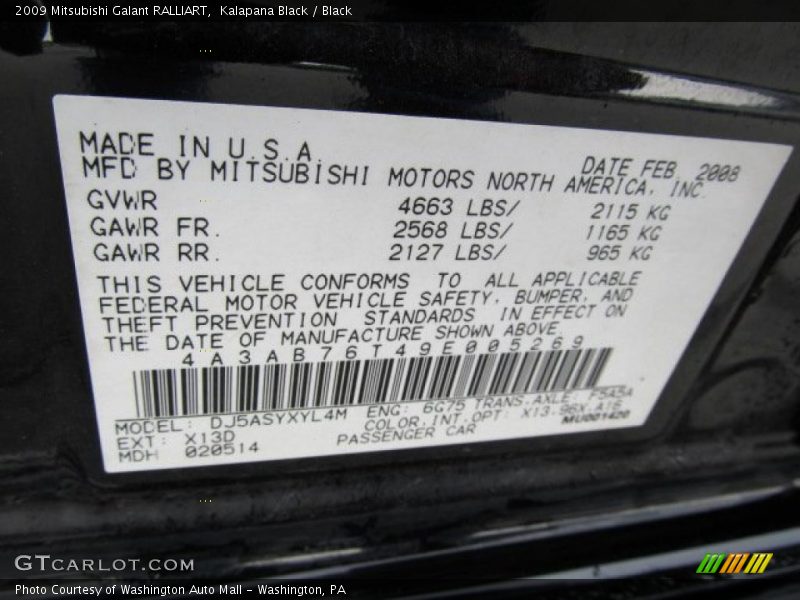 2009 Mitsubishi Galant RALLIART, Kalapana Black / Black
MADE IN U.S.A. DATE FEB. 2008
MFD BY MITSUBISHI MOTORS NORTH AMERICA, INC.
GVWR 4663 LBS/ 2115 KG
GAWR FR. 2568 LBS/ 1165 KG
GAWR RR. 2127 LBS/ 965 KG
THIS VEHICLE CONFORMS TO ALL APPLICABLE
FEDERAL MOTOR VEHICLE SAFETY, BUMPER, AND
THEFT PREVENTION STANDARDS IN EFFECT ON
THE DATE OF MANUFACTURE SHOWN ABOVE.
4A3AB76T49E005269
MODEL: DJ5ASYXYL4M ENG: 6G75 TRANS.AXLE: F5A5A
EXT: X13D COLOR.INT.OPT: X13.96X.A75
MDH 020514 PASSENGER CAR MU001420
GTCARLOT.COM
Photo Courtesy of Washington Auto Mall - Washington, PA